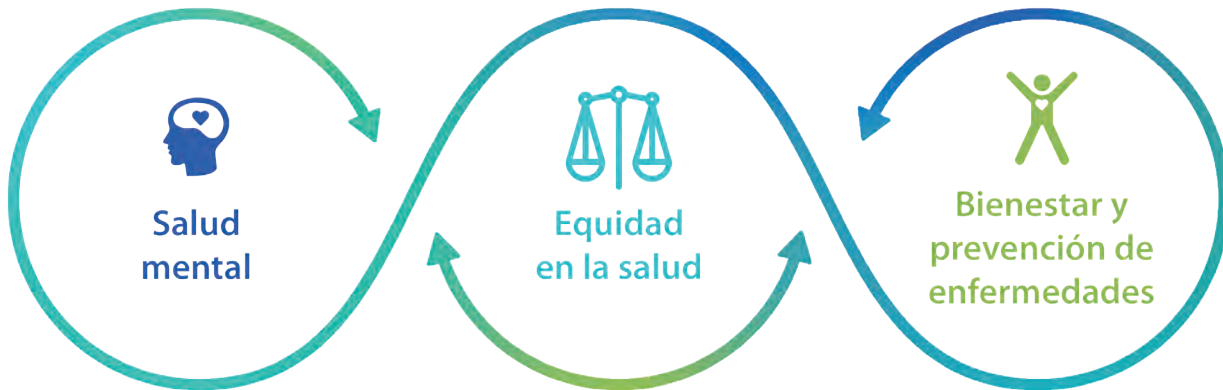 Salud
mental
Equidad
en la salud
Bienestar y
prevención de
enfermedades